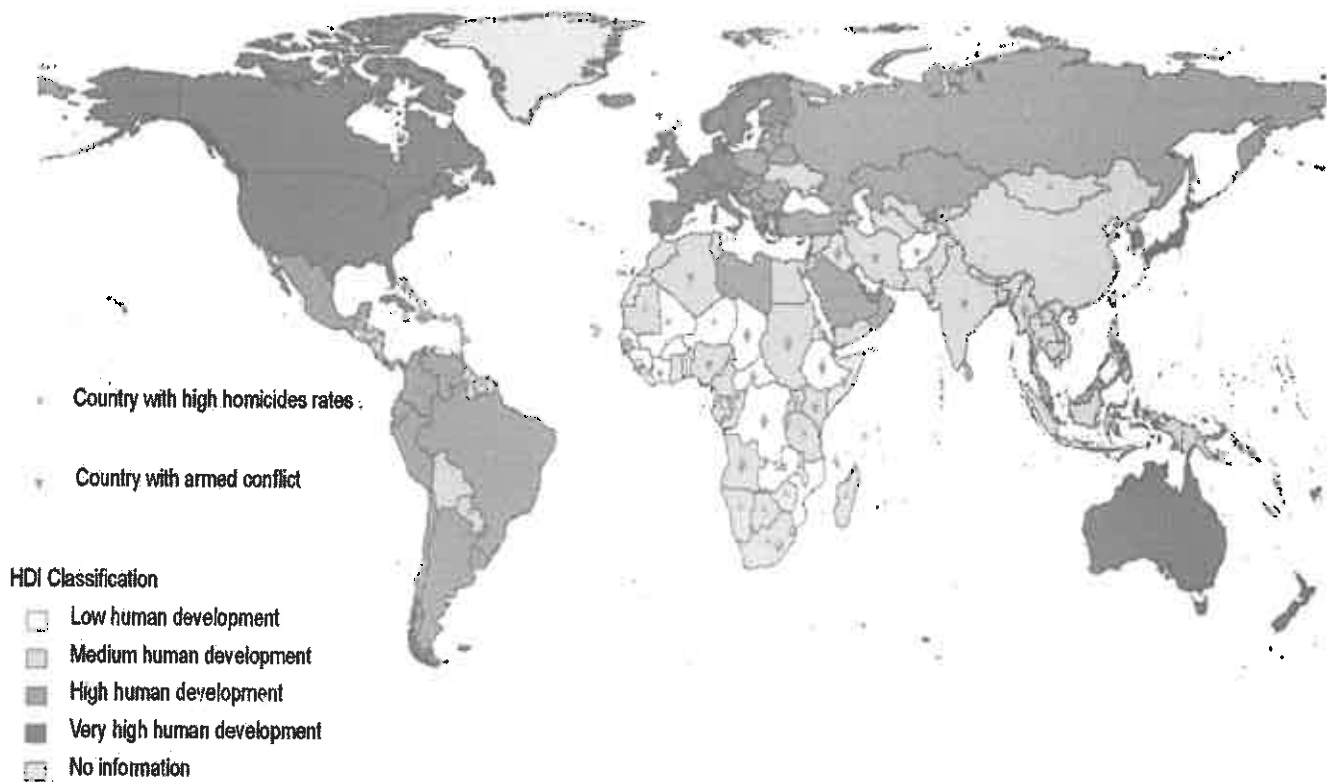 Country with high homicides rates
Country with armed conflict
HDI Classification
Low human development
Medium human development
High human development
Very high human development
No information